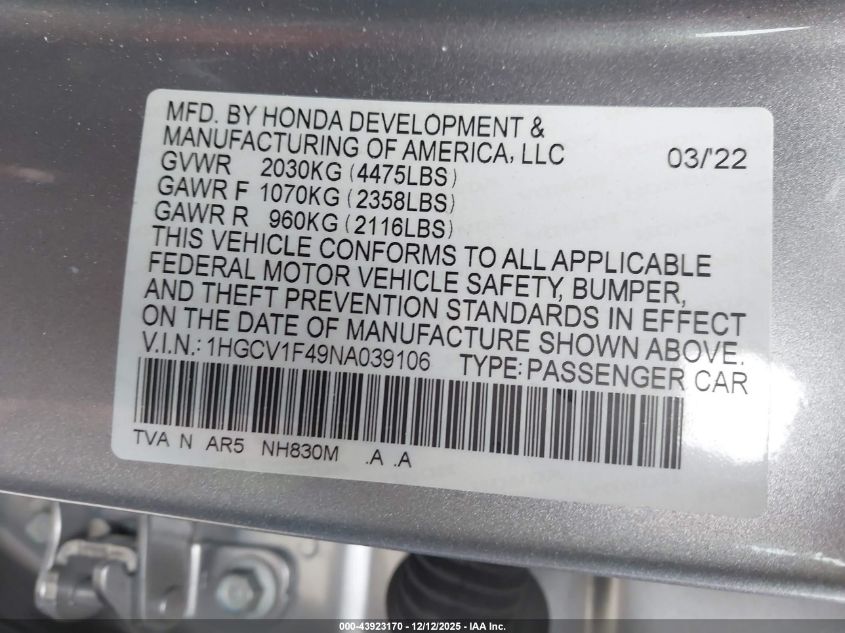 MFD. BY HONDA DEVELOPMENT &
MANUFACTURING OF AMERICA, LLC 03/'22
GVWR 2030KG (4475LBS)
GAWR F 1070KG (2358LBS)
GAWR R 960KG (2116LBS)
THIS VEHICLE CONFORMS TO ALL APPLICABLE
FEDERAL MOTOR VEHICLE SAFETY, BUMPER,
AND THEFT PREVENTION STANDARDS IN EFFECT
ON THE DATE OF MANUFACTURE SHOWN ABOVE.
V.I.N.: 1HGCV1F49NA039106 TYPE: PASSENGER CAR
TVA N AR5 NH830M .A .A
000-43923170 - 12/12/2025 - IAA Inc.